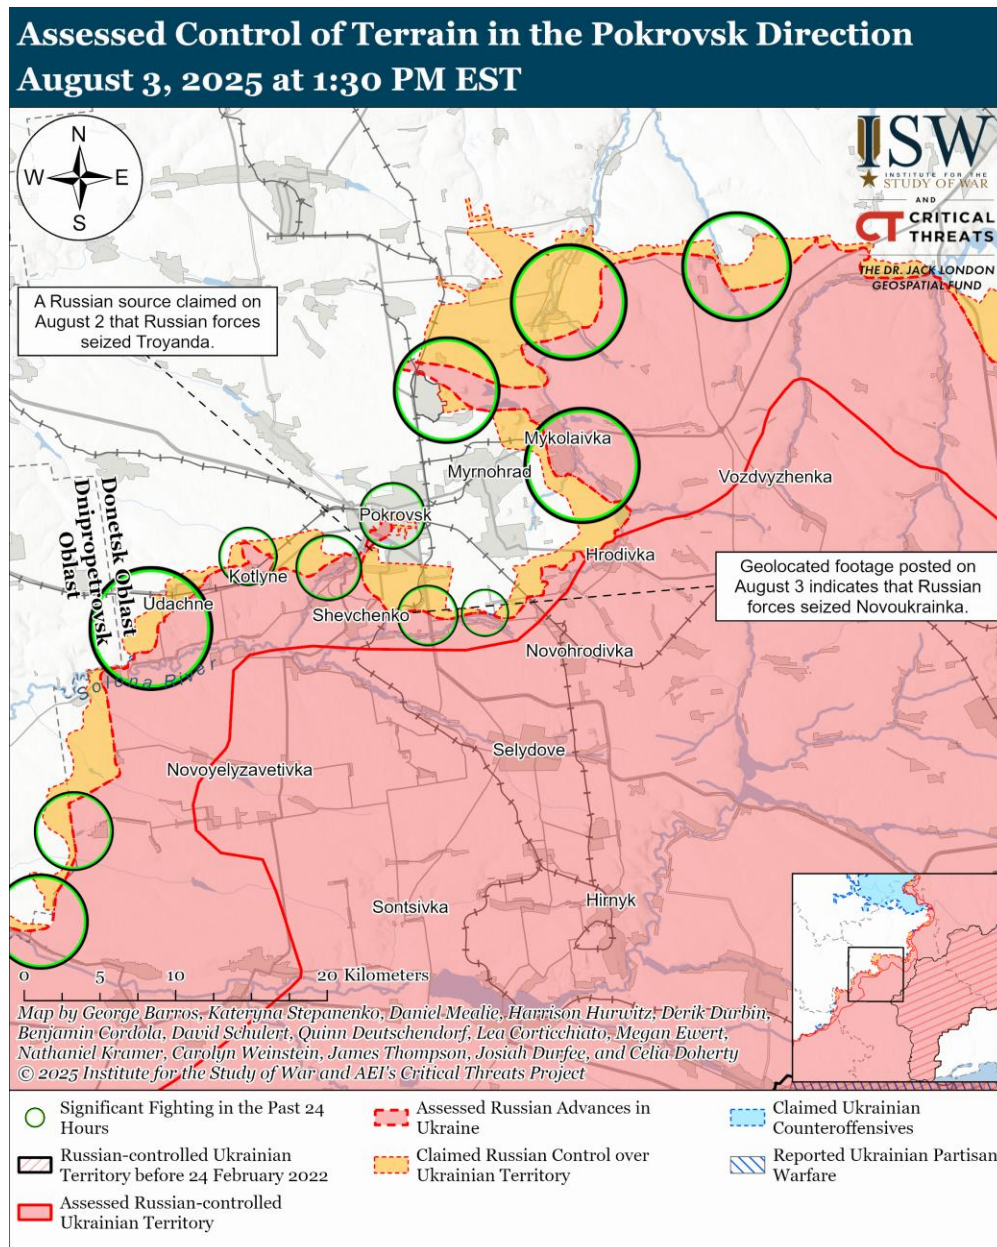 Assessed Control of Terrain in the Pokrovsk Direction
August 3, 2025 at 1:30 PM EST
N
W
E
S
ISW
INSTITUTE FOR THE
STUDY OF WAR
AND
CT CRITICAL
THREATS
THE DR. JACK LONDON
GEOSPATIAL FUND
A Russian source claimed on
August 2 that Russian forces
seized Troyanda.
Mykolaivka
Myrnohrad
Vozdvyzhenka
Pokrovsk
Donetsk Oblast
Dnipropetrovsk
Oblast
Hrodivka
Kotlyne
Geolocated footage posted on
August 3 indicates that Russian
forces seized Novoukrainka.
Udachne
Shevchenko
Novohrodivka
Solona River
Selydove
Novoyelyzavetivka
Sontsivka
Hirnyk
0 5 10 20 Kilometers
Map by George Barros, Kateryna Stepanenko, Daniel Mealie, Harrison Hurwitz, Derik Durbin,
Benjamin Cordola, David Schulert, Quinn Deutschendorf, Lea Corticchiato, Megan Ewert,
Nathaniel Kramer, Carolyn Weinstein, James Thompson, Josiah Durfee, and Celia Doherty
© 2025 Institute for the Study of War and AEI's Critical Threats Project
Significant Fighting in the Past 24
Hours
Russian-controlled Ukrainian
Territory before 24 February 2022
Assessed Russian-controlled
Ukrainian Territory
Assessed Russian Advances in
Ukraine
Claimed Russian Control over
Ukrainian Territory
Claimed Ukrainian
Counteroffensives
Reported Ukrainian Partisan
Warfare